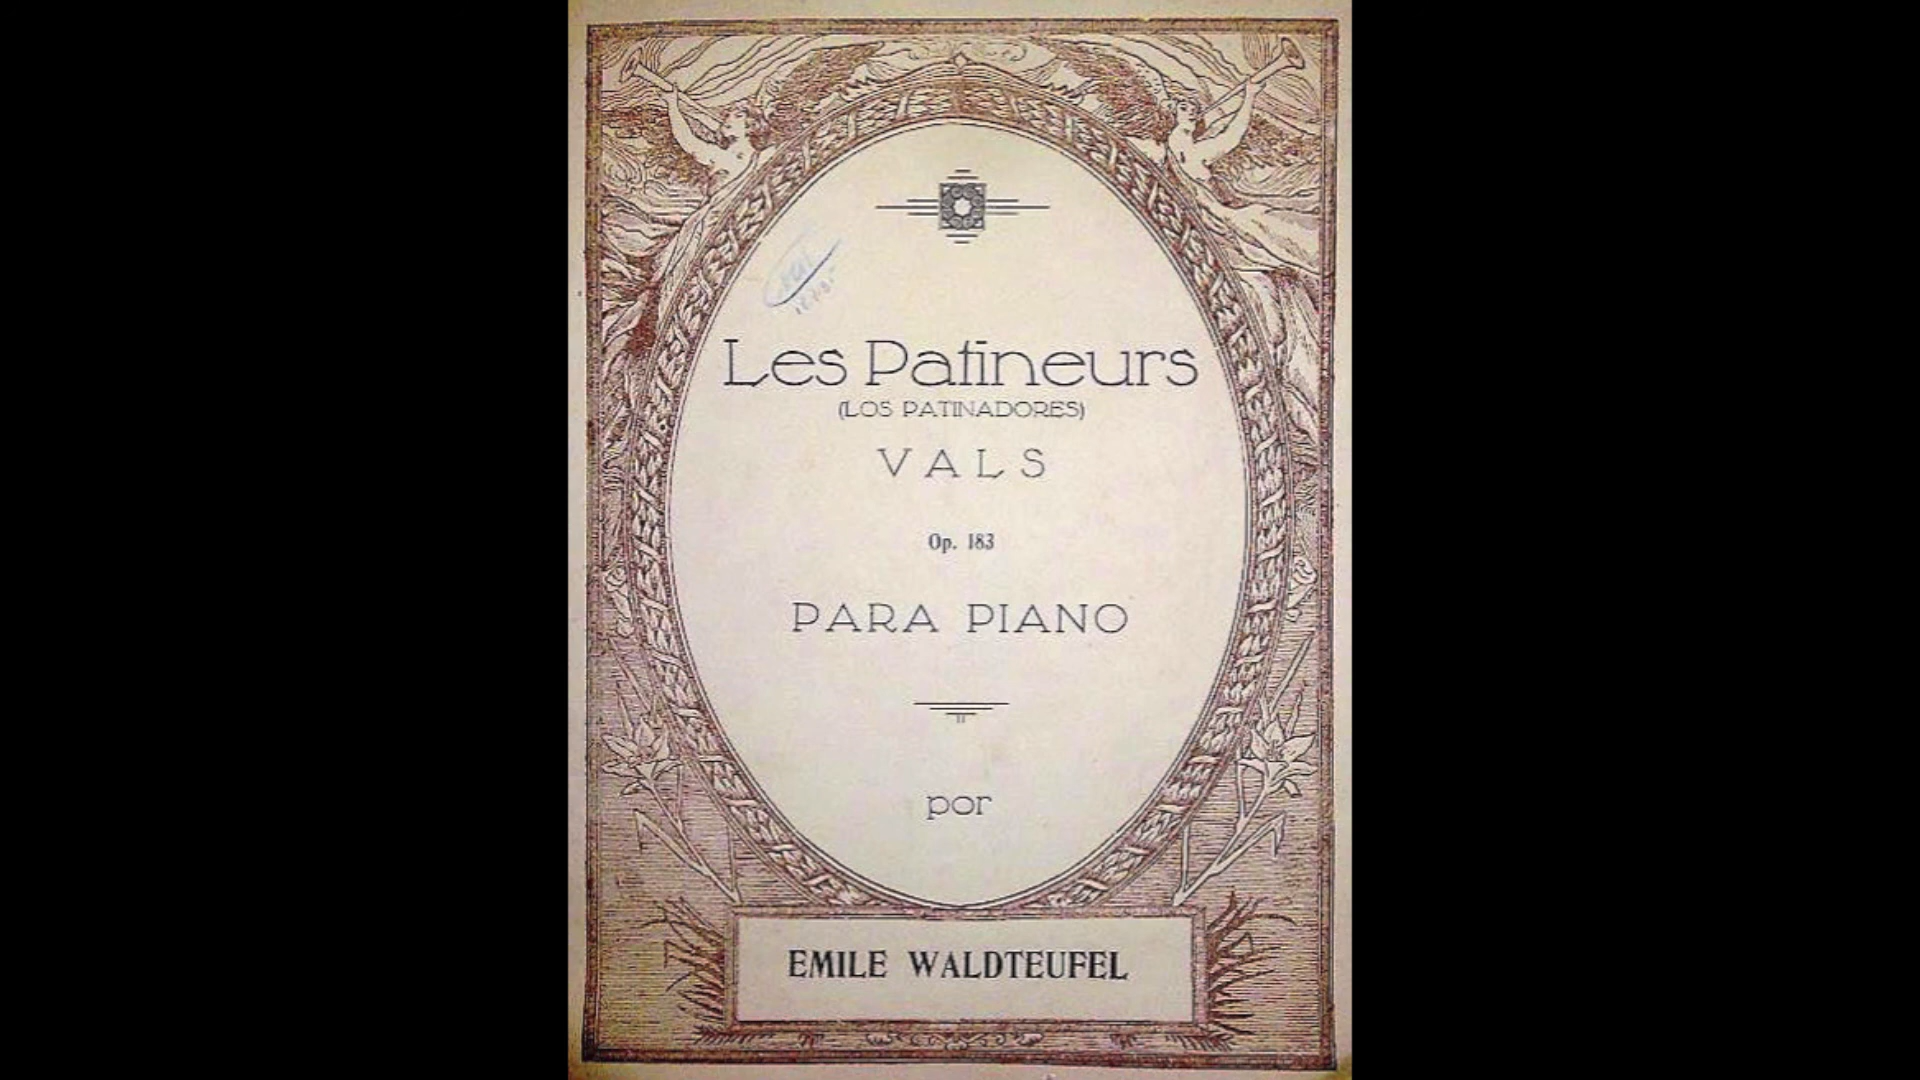 Les Patineurs
(LOS PATINADORES)
VALS
Op. 183
PARA PIANO
por
EMILE WALDTEUFEL